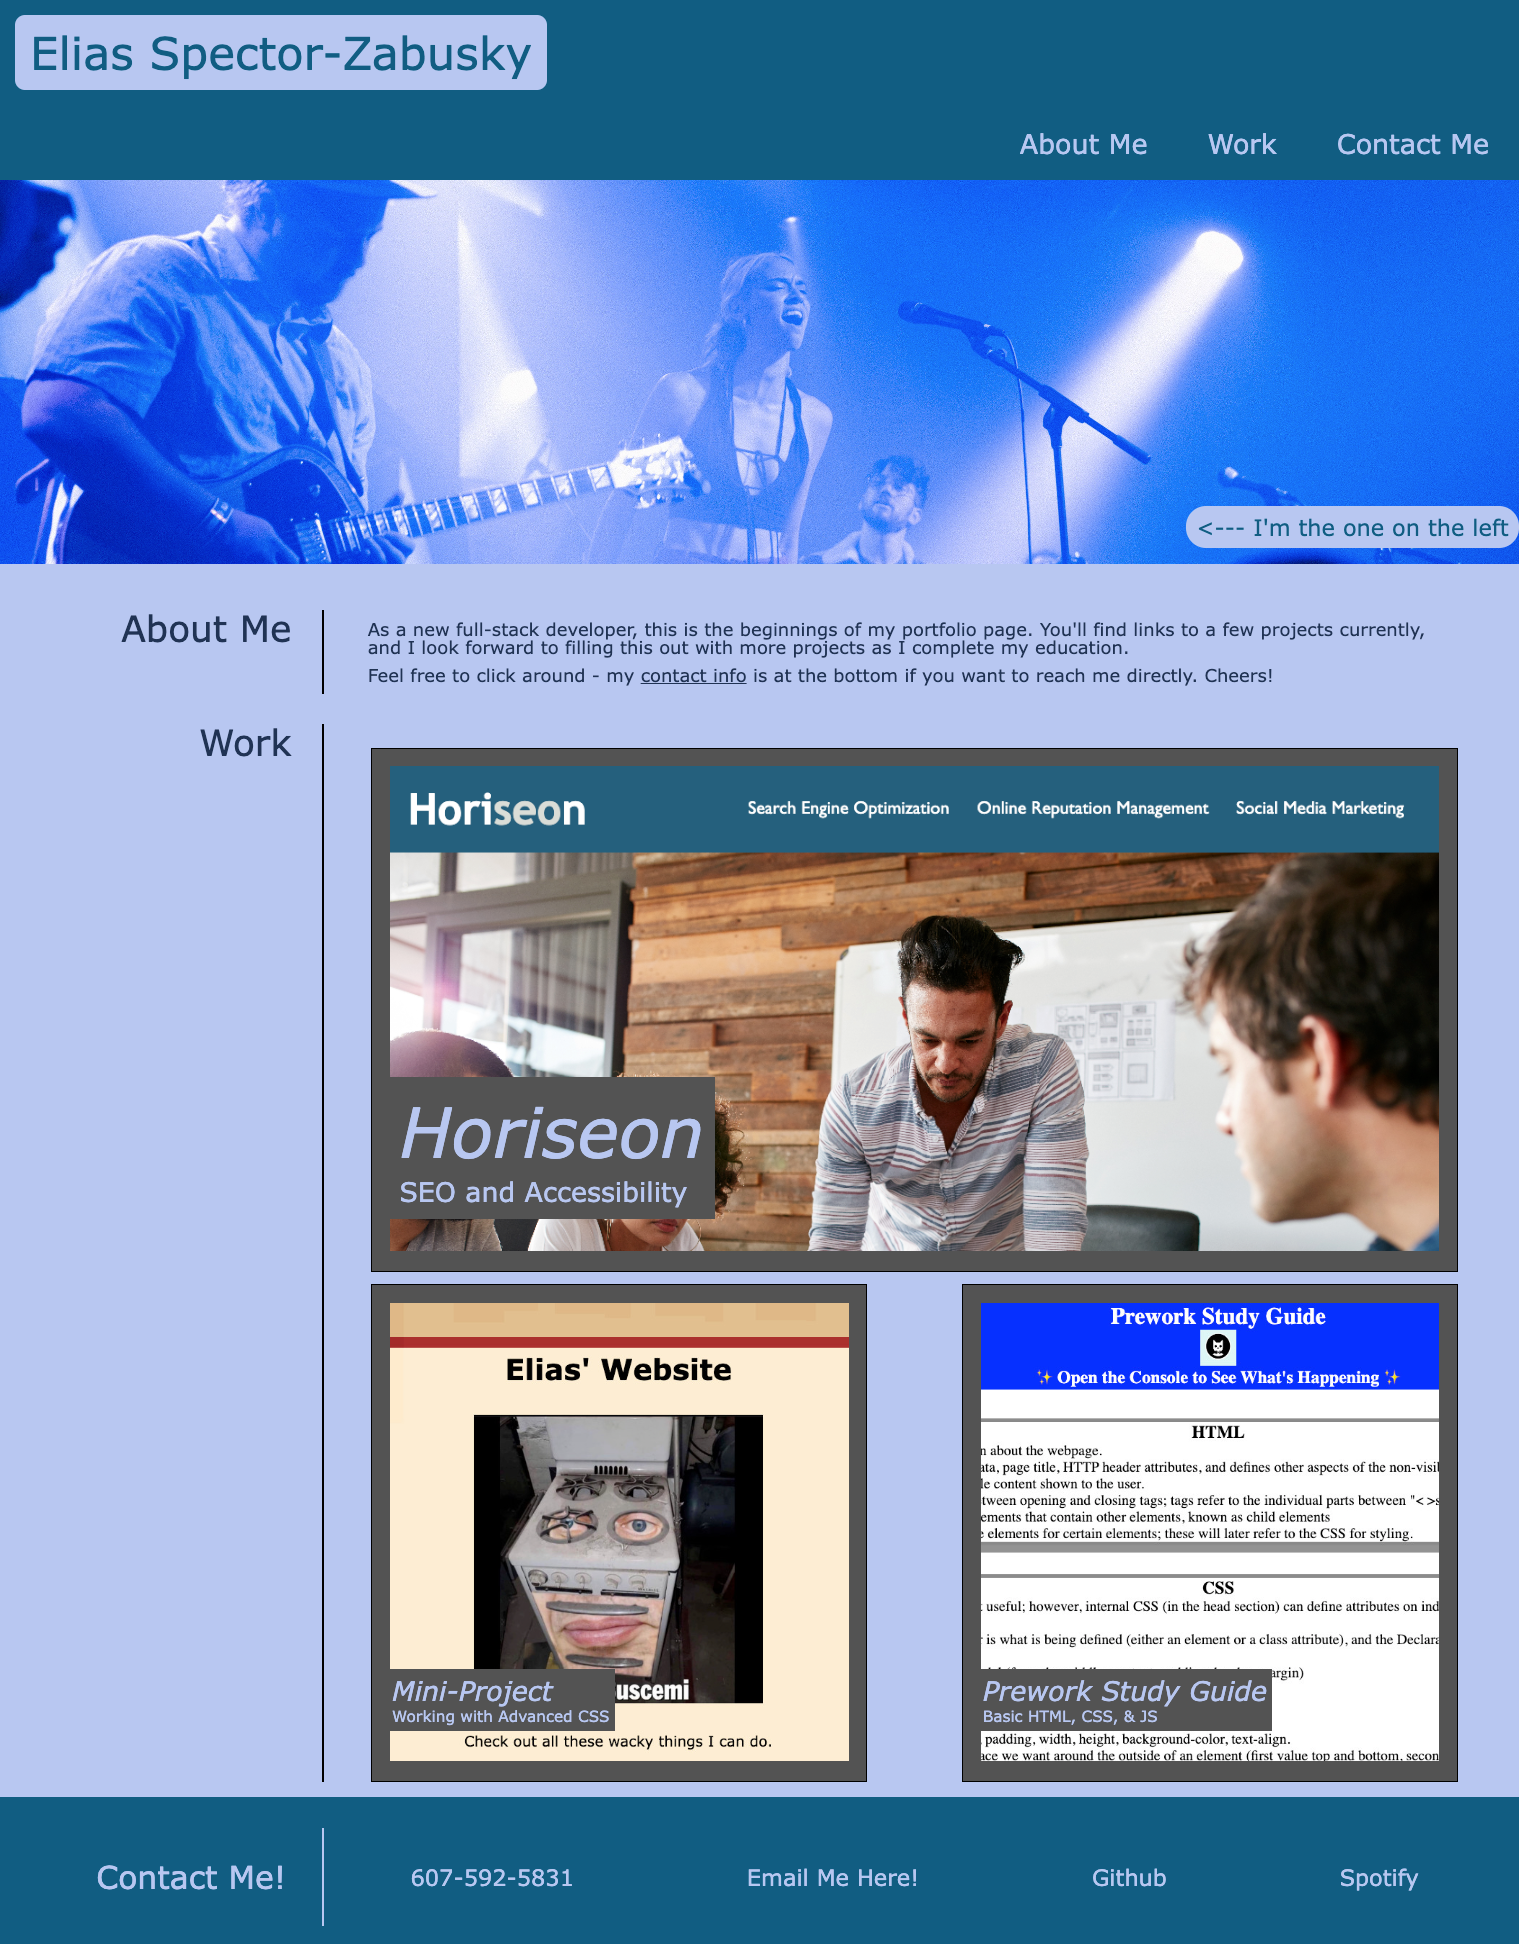 Elias Spector-Zabusky
About Me Work Contact Me
<--- I'm the one on the left
About Me
As a new full-stack developer, this is the beginnings of my portfolio page. You'll find links to a few projects currently,
and I look forward to filling this out with more projects as I complete my education.
Feel free to click around - my contact info is at the bottom if you want to reach me directly. Cheers!
Work
Horiseon
Search Engine Optimization Online Reputation Management Social Media Marketing
Horiseon
SEO and Accessibility
Elias' Website
uscemi
Mini-Project
Working with Advanced CSS
Check out all these wacky things I can do.
Prework Study Guide
✨ Open the Console to See What's Happening ✨
HTML
n about the webpage.
ata, page title, HTTP header attributes, and defines other aspects of the non-visi
le content shown to the user.
tween opening and closing tags; tags refer to the individual parts between "< >s
ements that contain other elements, known as child elements
e elements for certain elements; these will later refer to the CSS for styling.
CSS
useful; however, internal CSS (in the head section) can define attributes on ind
r is what is being defined (either an element or a class attribute), and the Declara
argin)
Prework Study Guide
Basic HTML, CSS, & JS
, padding, width, height, background-color, text-align.
ace we want around the outside of an element (first value top and bottom, secon
Contact Me!
607-592-5831
Email Me Here!
Github
Spotify